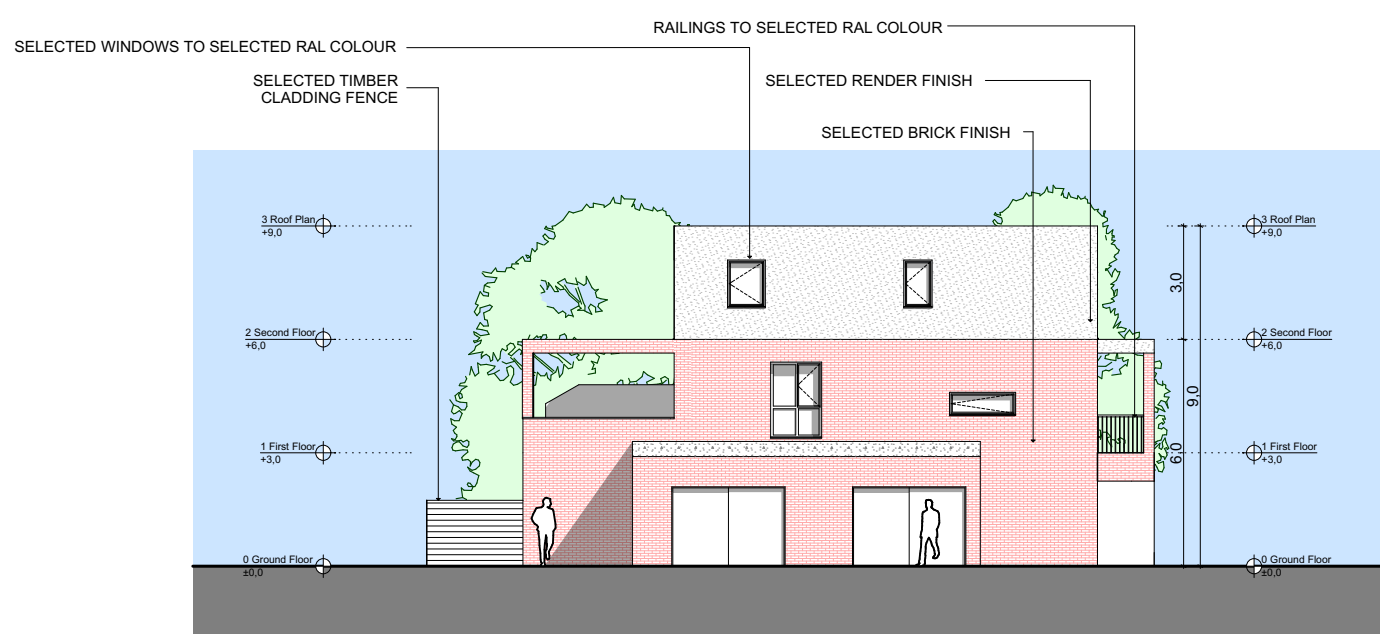 RAILINGS TO SELECTED RAL COLOUR
SELECTED WINDOWS TO SELECTED RAL COLOUR
SELECTED TIMBER
CLADDING FENCE
SELECTED RENDER FINISH
SELECTED BRICK FINISH
3 Roof Plan
+9,0
3 Roof Plan
+9,0
3,0
2 Second Floor
+6,0
2 Second Floor
+6,0
9,0
1 First Floor
+3,0
6,0
1 First Floor
+3,0
0 Ground Floor
±0,0
0 Ground Floor
±0,0